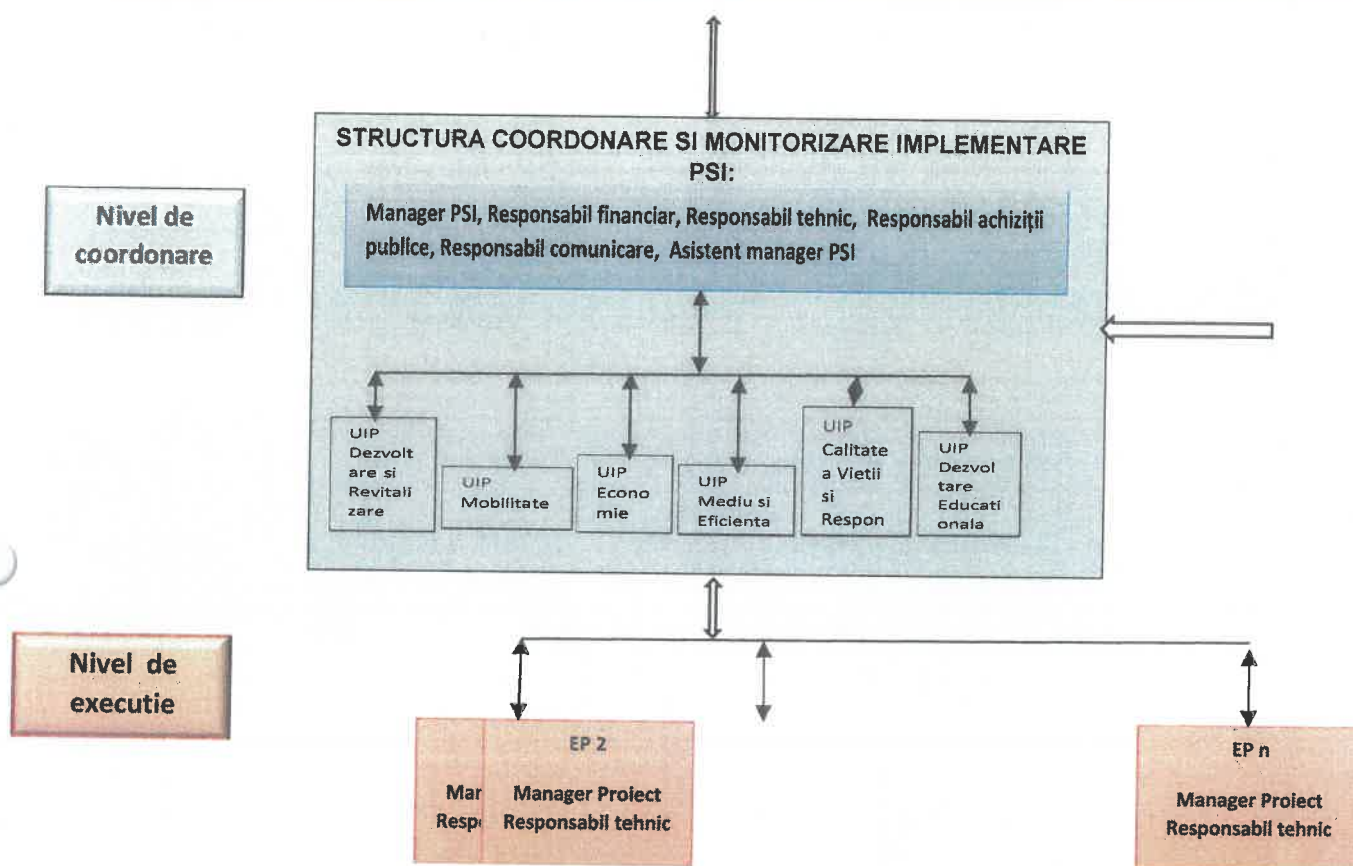 STRUCTURA COORDONARE SI MONITORIZARE IMPLEMENTARE
PSI:
Nivel de
coordonare
Manager PSI, Responsabil financiar, Responsabil tehnic, Responsabil achiziții
publice, Responsabil comunicare, Asistent manager PSI
UIP
Dezvolt
are si
Revitali
zare
UIP
Mobilitate
UIP
Econo
mie
UIP
Mediu si
Eficienta
UIP
Calitate
a Vietii
si
Respon
UIP
Dezvol
tare
Educati
onala
Nivel de
executie
Mar
Resp
EP 2
Manager Proiect
Responsabil tehnic
EP n
Manager Proiect
Responsabil tehnic